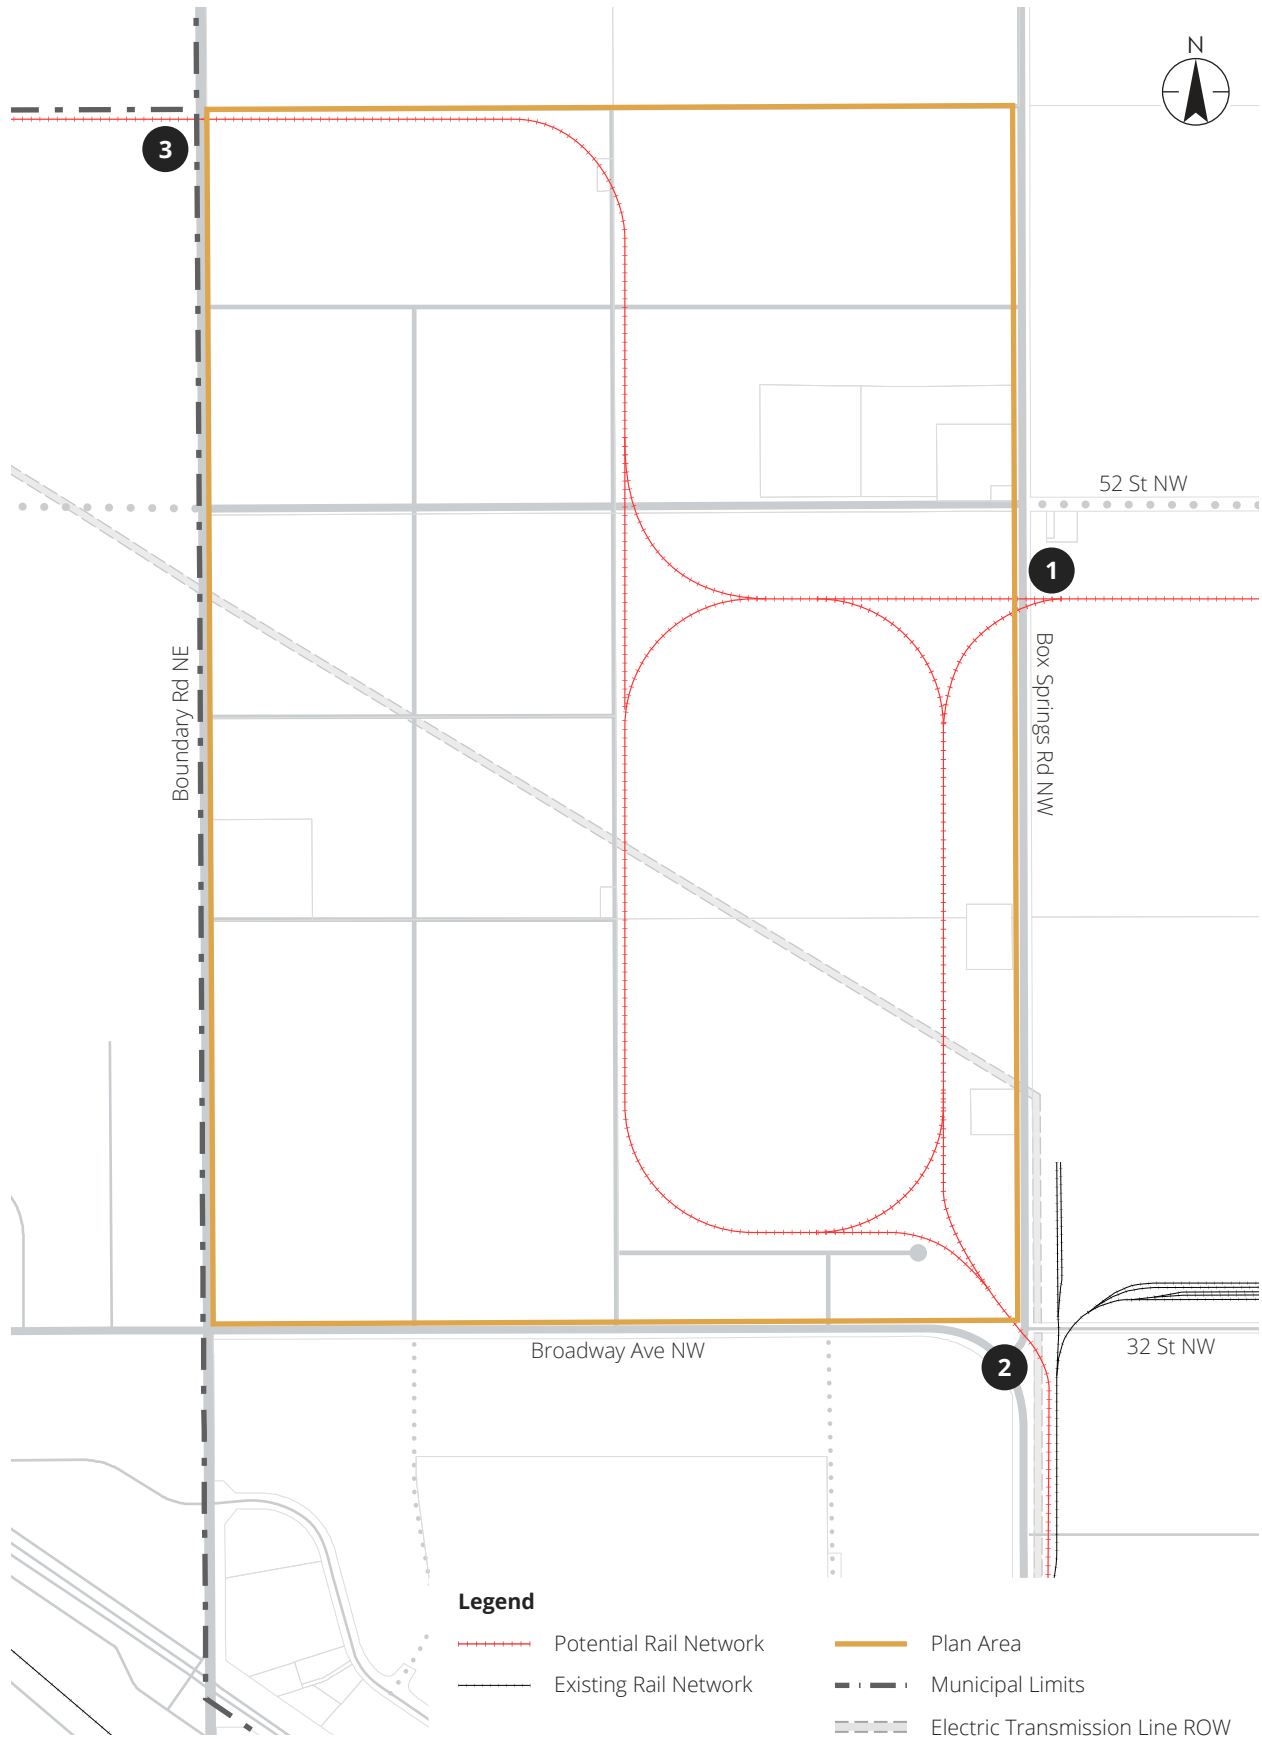 N
3
52 St NW
1
Boundary Rd NE
Box Springs Rd NW
Broadway Ave NW
32 St NW
2
Legend
Potential Rail Network
Plan Area
Existing Rail Network
Municipal Limits
Electric Transmission Line ROW